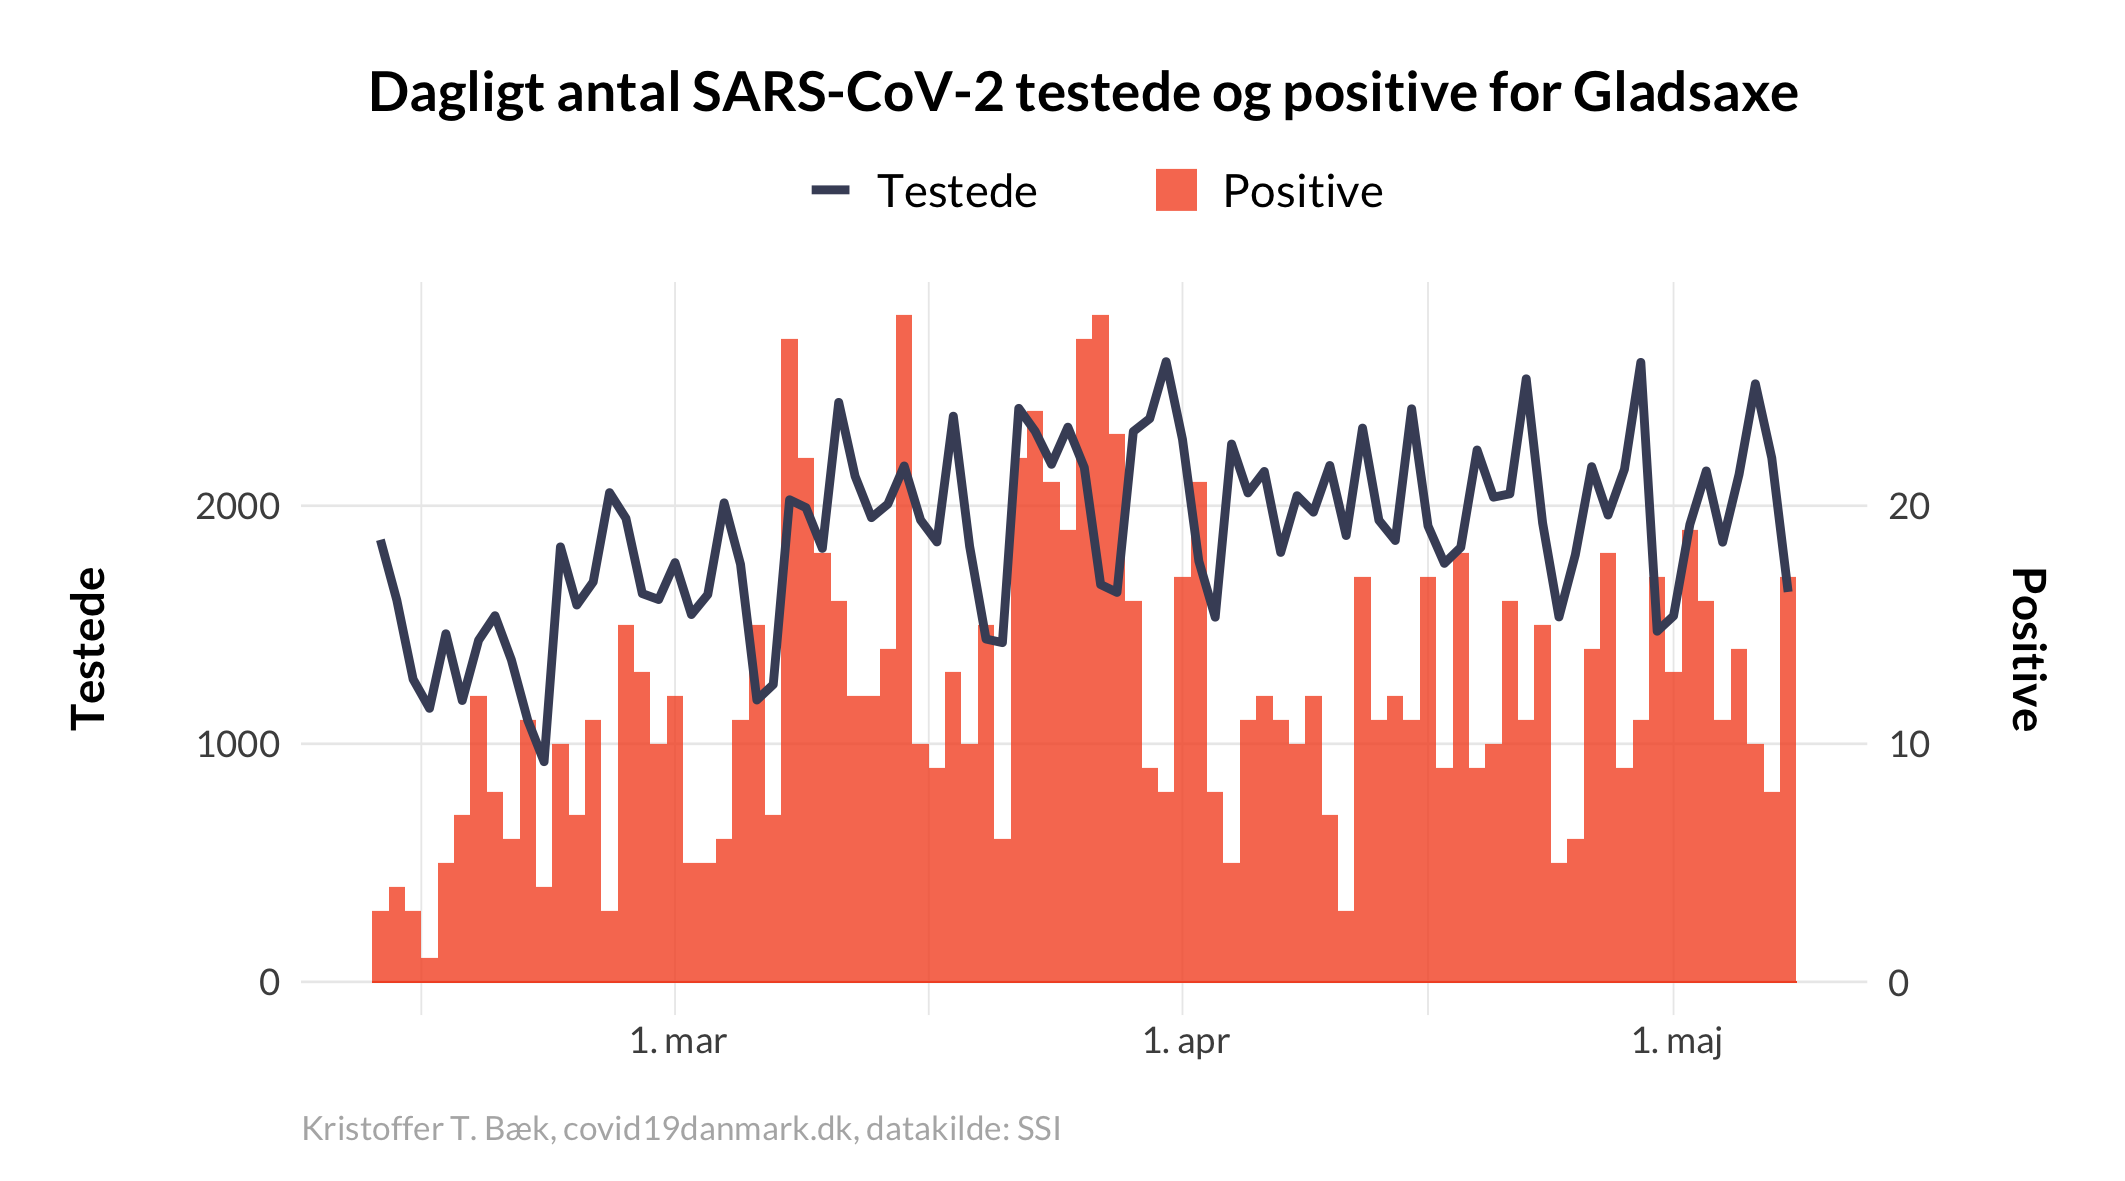 Dagligt antal SARS-CoV-2 testede og positive for Gladsaxe
Testede
Positive
2000
1000
0
Testede
20
10
0
Positive
1. mar
1. apr
1. maj
Kristoffer T. Bæk, covid19danmark.dk, datakilde: SSI